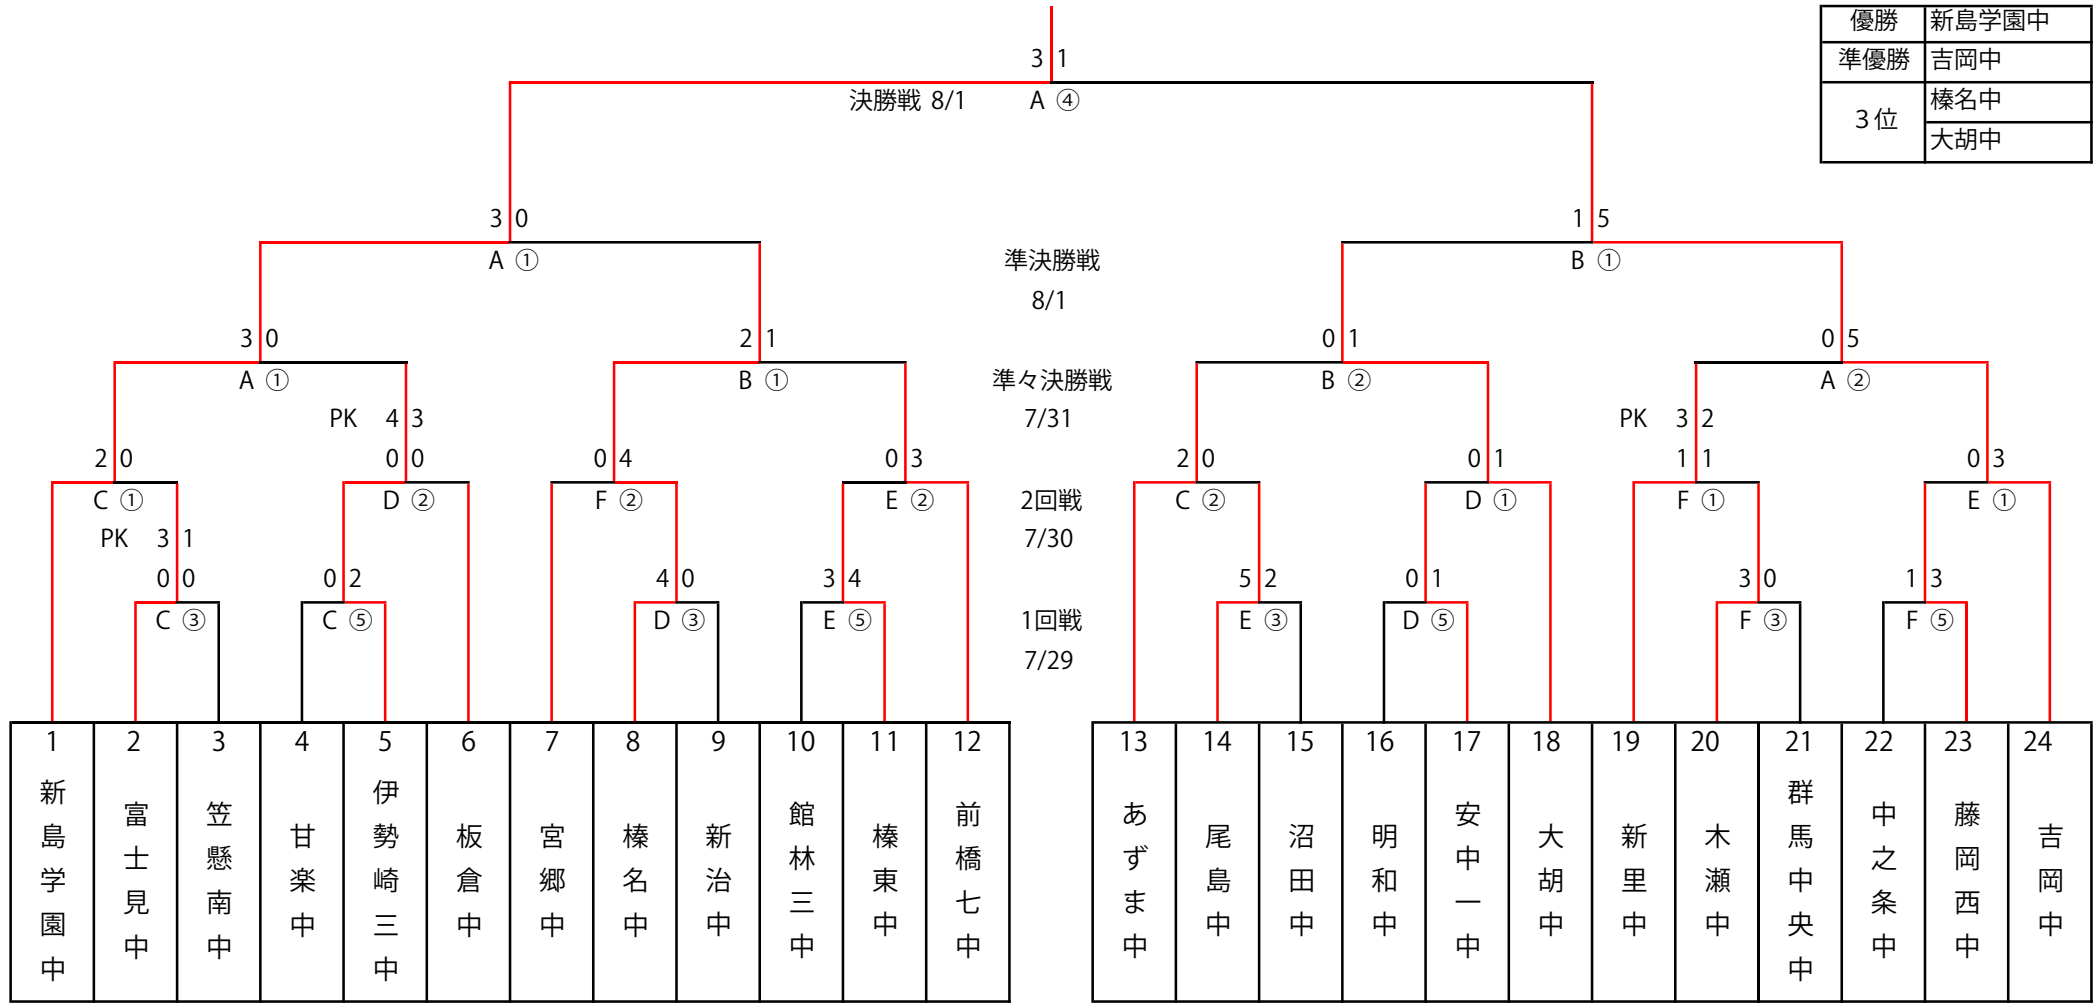 優勝 新島学園中
準優勝 吉岡中
3位 榛名中
大胡中
3 1
決勝戦 8/1 A ④
3 0 1 5
A ① 準決勝戦 B ①
8/1
3 0 2 1 0 1 0 5
A ① B ① 準々決勝戦 B ② A ②
PK 4 3 7/31 PK 3 2
2 0 0 0 0 4 0 3 2 0 0 1 1 1 0 3
C ① D ② F ② E ② 2回戦 C ② D ① F ① E ①
PK 3 1 7/30
0 0 0 2 4 0 3 4 5 2 0 1 3 0 1 3
C ③ C ⑤ D ③ E ⑤ 1回戦 E ③ D ⑤ F ③ F ⑤
7/29
1 2 3 4 5 6 7 8 9 10 11 12 13 14 15 16 17 18 19 20 21 22 23 24
新島学園中
富士見中
笠懸南中
甘楽中
伊勢崎三中
板倉中
宮郷中
榛名中
新治中
館林三中
榛東中
前橋七中
あずま中
尾島中
沼田中
明和中
安中一中
大胡中
新里中
木瀬中
群馬中央中
中之条中
藤岡西中
吉岡中